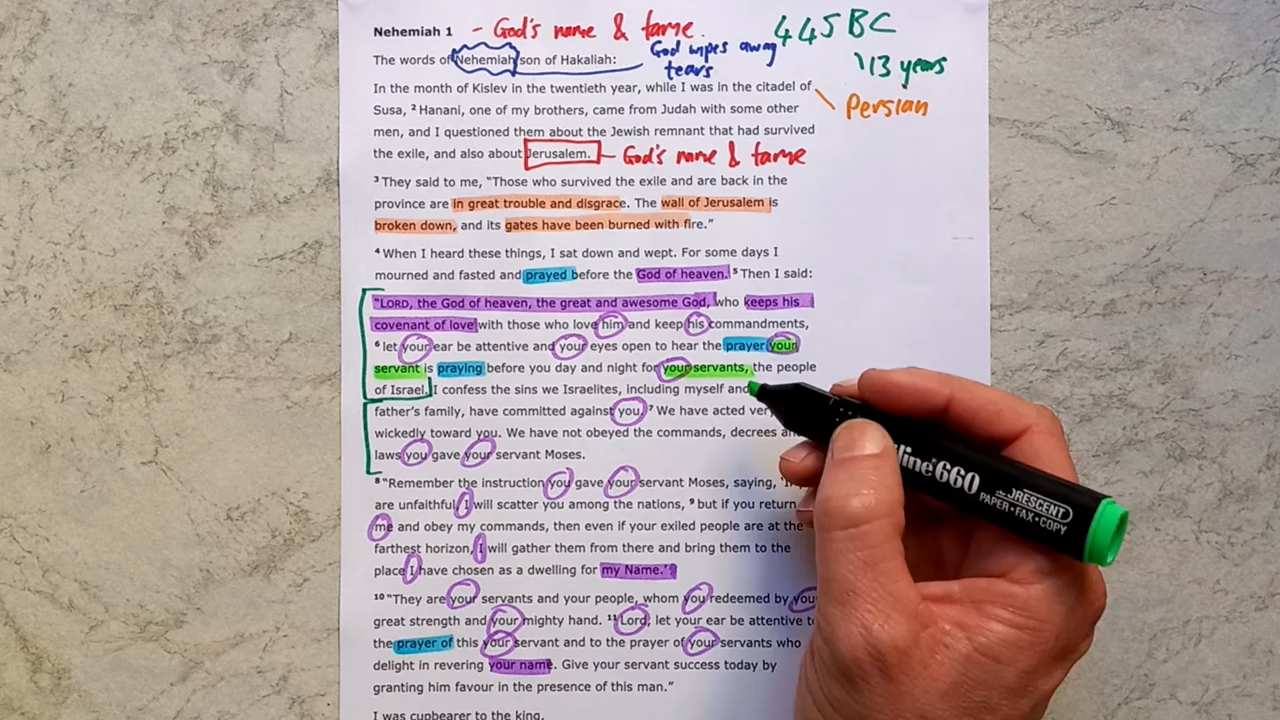 Nehemiah 1 - God's name & fame.
445 BC
The words of Nehemiah son of Hakaliah:
God wipes away
tears
113 years
In the month of Kislev in the twentieth year, while I was in the citadel of
Persian
Susa, 2 Hanani, one of my brothers, came from Judah with some other
men, and I questioned them about the Jewish remnant that had survived
the exile, and also about Jerusalem. - God's name & fame
3 They said to me, “Those who survived the exile and are back in the
province are in great trouble and disgrace. The wall of Jerusalem is
broken down, and its gates have been burned with fire.”
4 When I heard these things, I sat down and wept. For some days I
mourned and fasted and prayed before the God of heaven. 5 Then I said:
“LORD, the God of heaven, the great and awesome God, who keeps his
covenant of love with those who love him and keep his commandments,
6 let your ear be attentive and your eyes open to hear the prayer your
servant is praying before you day and night for your servants, the people
of Israel. I confess the sins we Israelites, including myself and
father's family, have committed against you. 7 We have acted very
wickedly toward you. We have not obeyed the commands, decrees
laws you gave your servant Moses.
8 “Remember the instruction you gave your servant Moses, saying,
are unfaithful, I will scatter you among the nations, 9 but if you return
me and obey my commands, then even if your exiled people are at the
farthest horizon, I will gather them from there and bring them to the
place I have chosen as a dwelling for my Name.'
10 “They are your servants and your people, whom you redeemed by you
great strength and your mighty hand. 11 Lord, let your ear be attentive to
the prayer of this your servant and to the prayer of your servants who
delight in revering your name. Give your servant success today by
granting him favour in the presence of this man.”
I was cupbearer to the king.
line 660
PAPER•FAX•COPY